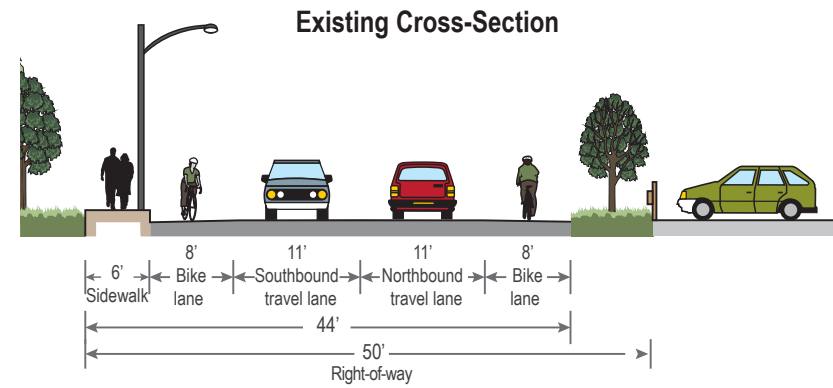 Existing Cross-Section
6’
Sidewalk
8’
Bike
lane
11’
Southbound
travel lane
11’
Northbound
travel lane
8’
Bike
lane
44’
50’
Right-of-way